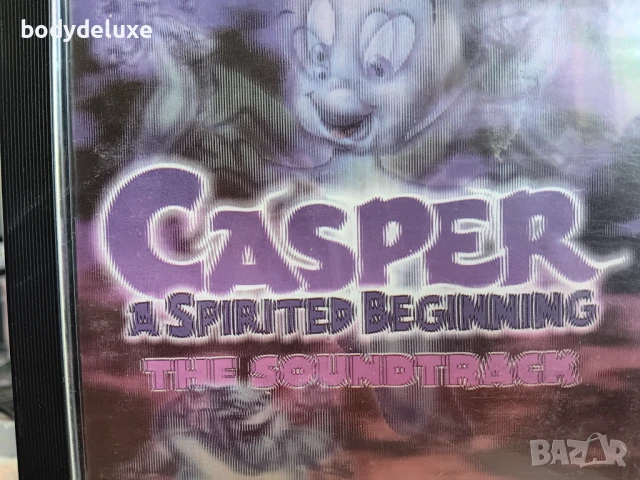 bodydeluxe
CASPER
A SPIRITED BEGINNING
THE SOUNDTRACK
BAZAR